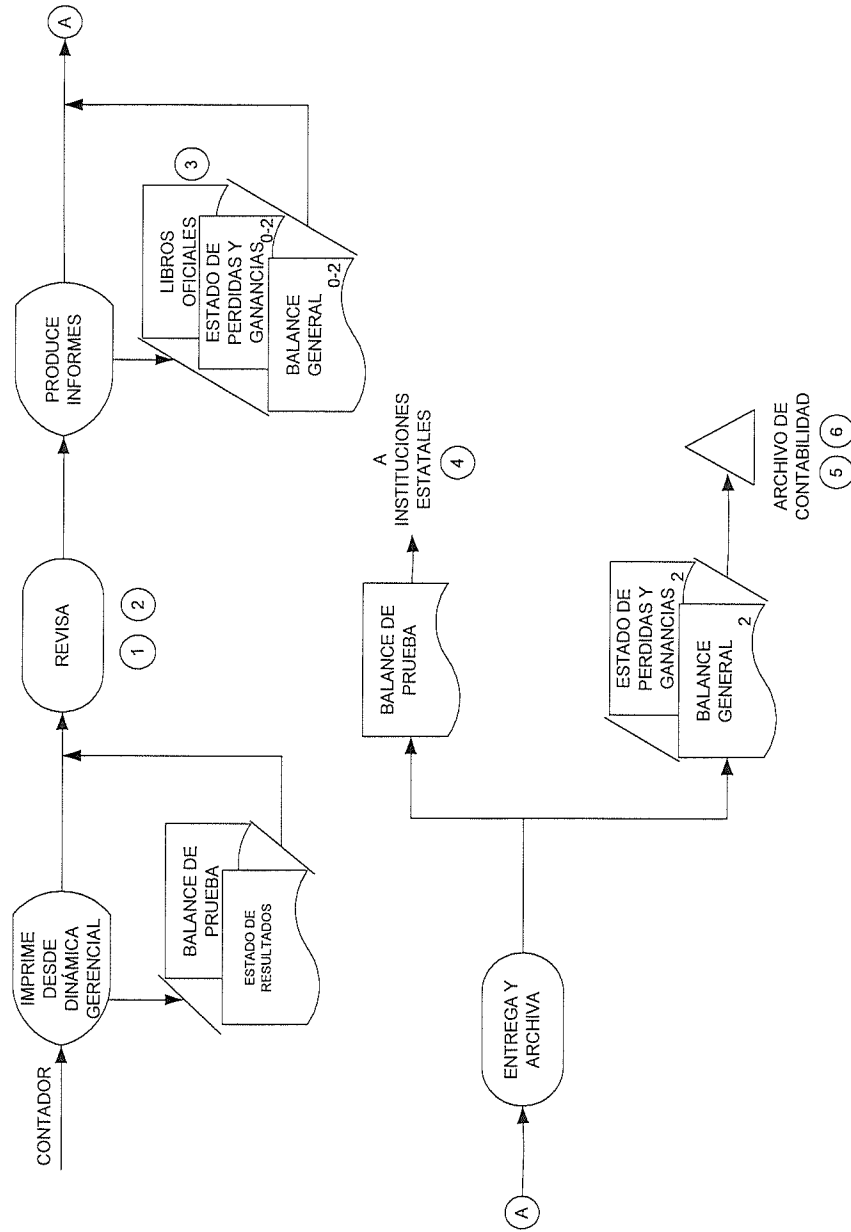 CONTADOR
IMPRIME
DESDE
DINÁMICA
GERENCIAL
BALANCE DE
PRUEBA
ESTADO DE
RESULTADOS
REVISA
1
2
PRODUCE
INFORMES
LIBROS
OFICIALES
3
ESTADO DE
PERDIDAS Y
GANANCIAS
0-2
BALANCE
GENERAL
0-2
A
A
ENTREGA Y
ARCHIVA
BALANCE DE
PRUEBA
A
INSTITUCIONES
ESTATALES
4
ESTADO DE
PERDIDAS Y
GANANCIAS
2
BALANCE
GENERAL
2
ARCHIVO DE
CONTABILIDAD
5
6